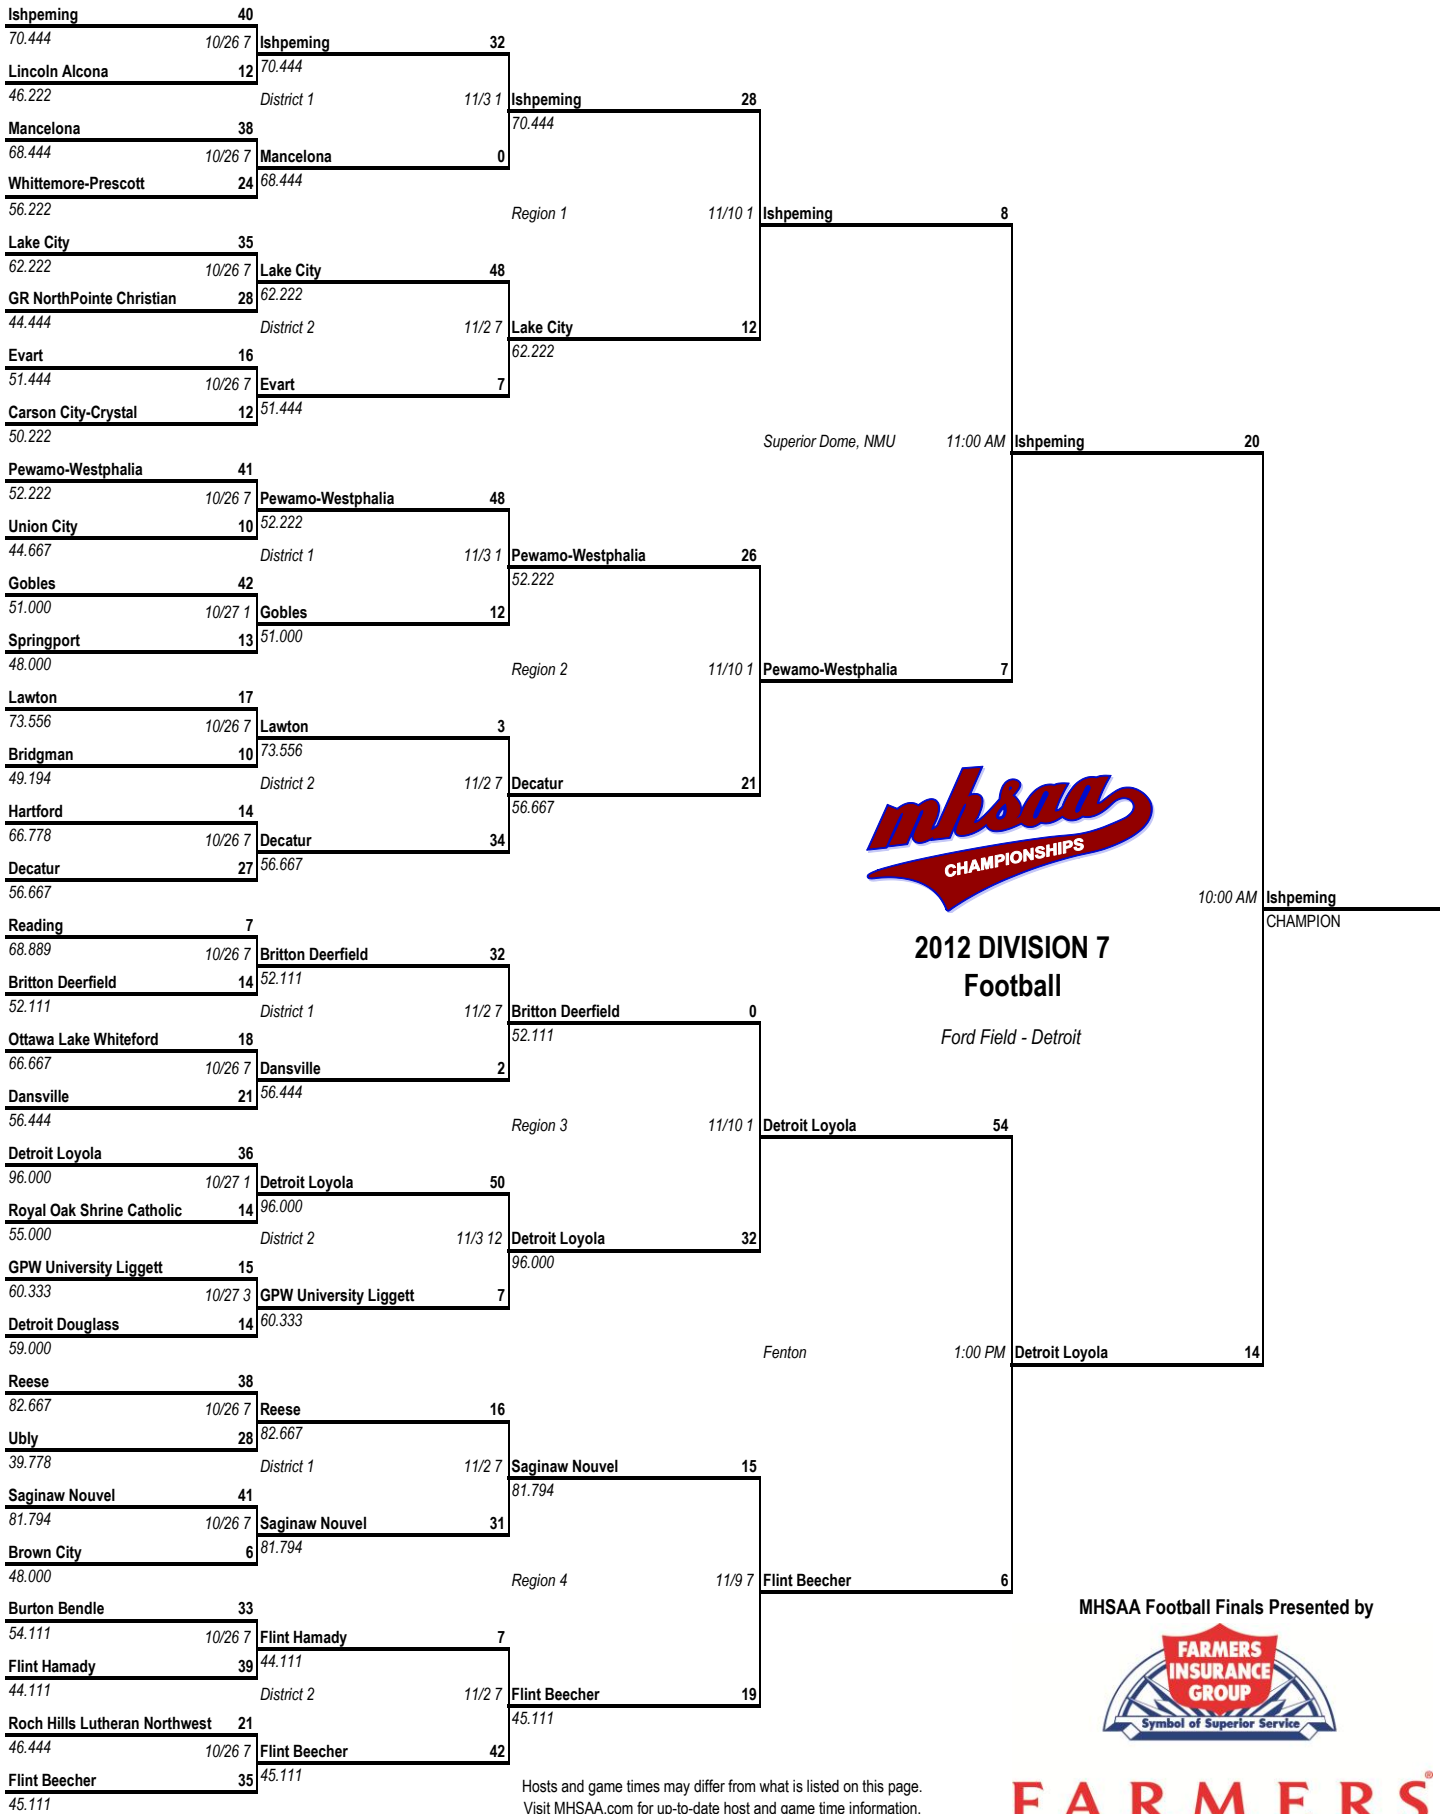 Ishpeming 40
70.444 10/26 7 Ishpeming 32
Lincoln Alcona 12 70.444
46.222 District 1 11/3 1 Ishpeming 28
Mancelona 38 70.444
68.444 10/26 7 Mancelona 0
Whittemore-Prescott 24 68.444
56.222 Region 1 11/10 1 Ishpeming 8
Lake City 35
62.222 10/26 7 Lake City 48
GR NorthPointe Christian 28 62.222
44.444 District 2 11/2 7 Lake City 12
Evart 16 62.222
51.444 10/26 7 Evart 7
Carson City-Crystal 12 51.444
50.222 Superior Dome, NMU 11:00 AM Ishpeming 20
Pewamo-Westphalia 41
52.222 10/26 7 Pewamo-Westphalia 48
Union City 10 52.222
44.667 District 1 11/3 1 Pewamo-Westphalia 26
Gobles 42 52.222
51.000 10/27 1 Gobles 12
Springport 13 51.000
48.000 Region 2 11/10 1 Pewamo-Westphalia 7
Lawton 17
73.556 10/26 7 Lawton 3
Bridgman 10 73.556
49.194 District 2 11/2 7 Decatur 21
Hartford 14 56.667
66.778 10/26 7 Decatur 34
Decatur 27 56.667
56.667
mhsaa
CHAMPIONSHIPS
10:00 AM Ishpeming
CHAMPION
2012 DIVISION 7
Football
Ford Field - Detroit
Reading 7
68.889 10/26 7 Britton Deerfield 32
Britton Deerfield 14 52.111
52.111 District 1 11/2 7 Britton Deerfield 0
Ottawa Lake Whiteford 18 52.111
66.667 10/26 7 Dansville 2
Dansville 21 56.444
56.444 Region 3 11/10 1 Detroit Loyola 54
Detroit Loyola 36
96.000 10/27 1 Detroit Loyola 50
Royal Oak Shrine Catholic 14 96.000
55.000 District 2 11/3 12 Detroit Loyola 32
GPW University Liggett 15 96.000
60.333 10/27 3 GPW University Liggett 7
Detroit Douglass 14 60.333
59.000 Fenton 1:00 PM Detroit Loyola 14
Reese 38
82.667 10/26 7 Reese 16
Ubly 28 82.667
39.778 District 1 11/2 7 Saginaw Nouvel 15
Saginaw Nouvel 41 81.794
81.794 10/26 7 Saginaw Nouvel 31
Brown City 6 81.794
48.000 Region 4 11/9 7 Flint Beecher 6
Burton Bendle 33
54.111 10/26 7 Flint Hamady 7
Flint Hamady 39 44.111
44.111 District 2 11/2 7 Flint Beecher 19
Roch Hills Lutheran Northwest 21 45.111
46.444 10/26 7 Flint Beecher 42
Flint Beecher 35 45.111
45.111
MHSAA Football Finals Presented by
FARMERS
INSURANCE
GROUP
Symbol of Superior Service
FARMERS®
Hosts and game times may differ from what is listed on this page.
Visit MHSAA.com for up-to-date host and game time information.